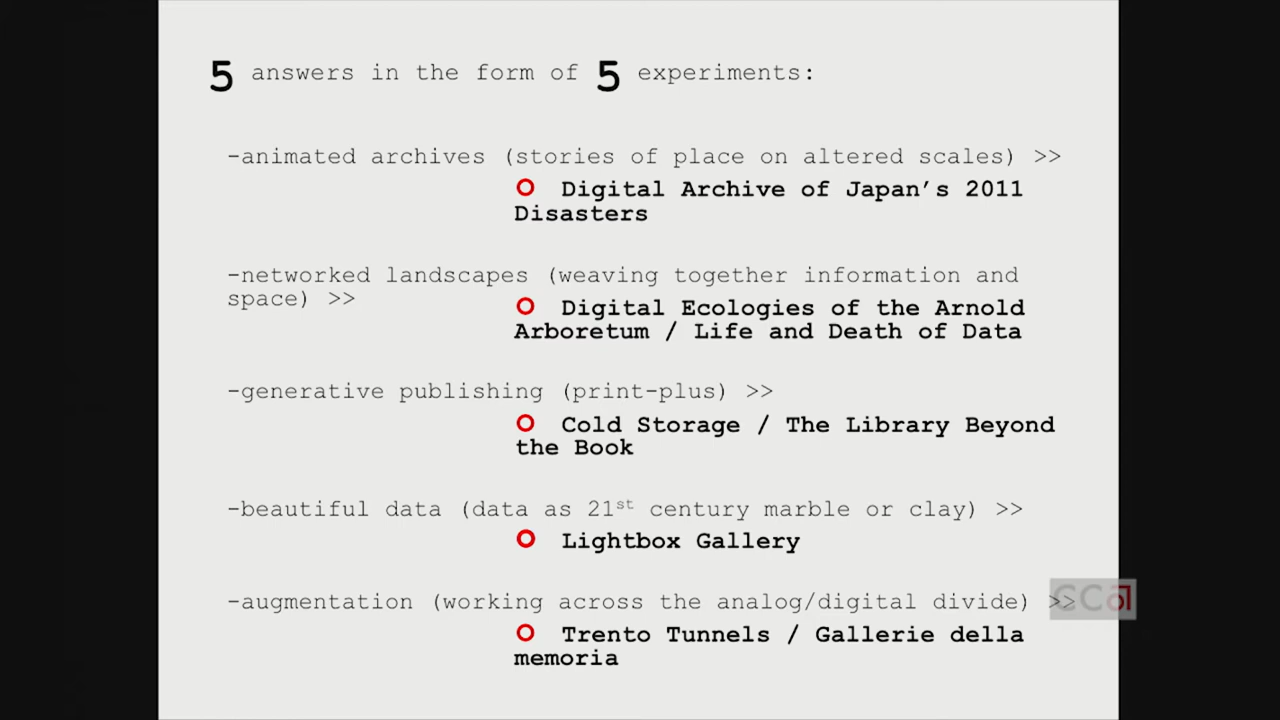 5 answers in the form of 5 experiments:
-animated archives (stories of place on altered scales) >>
Digital Archive of Japan’s 2011
Disasters
-networked landscapes (weaving together information and
space) >>
Digital Ecologies of the Arnold
Arboretum / Life and Death of Data
-generative publishing (print-plus) >>
Cold Storage / The Library Beyond
the Book
-beautiful data (data as 21st century marble or clay) >>
Lightbox Gallery
-augmentation (working across the analog/digital divide) >>
CCA
Trento Tunnels / Gallerie della
memoria